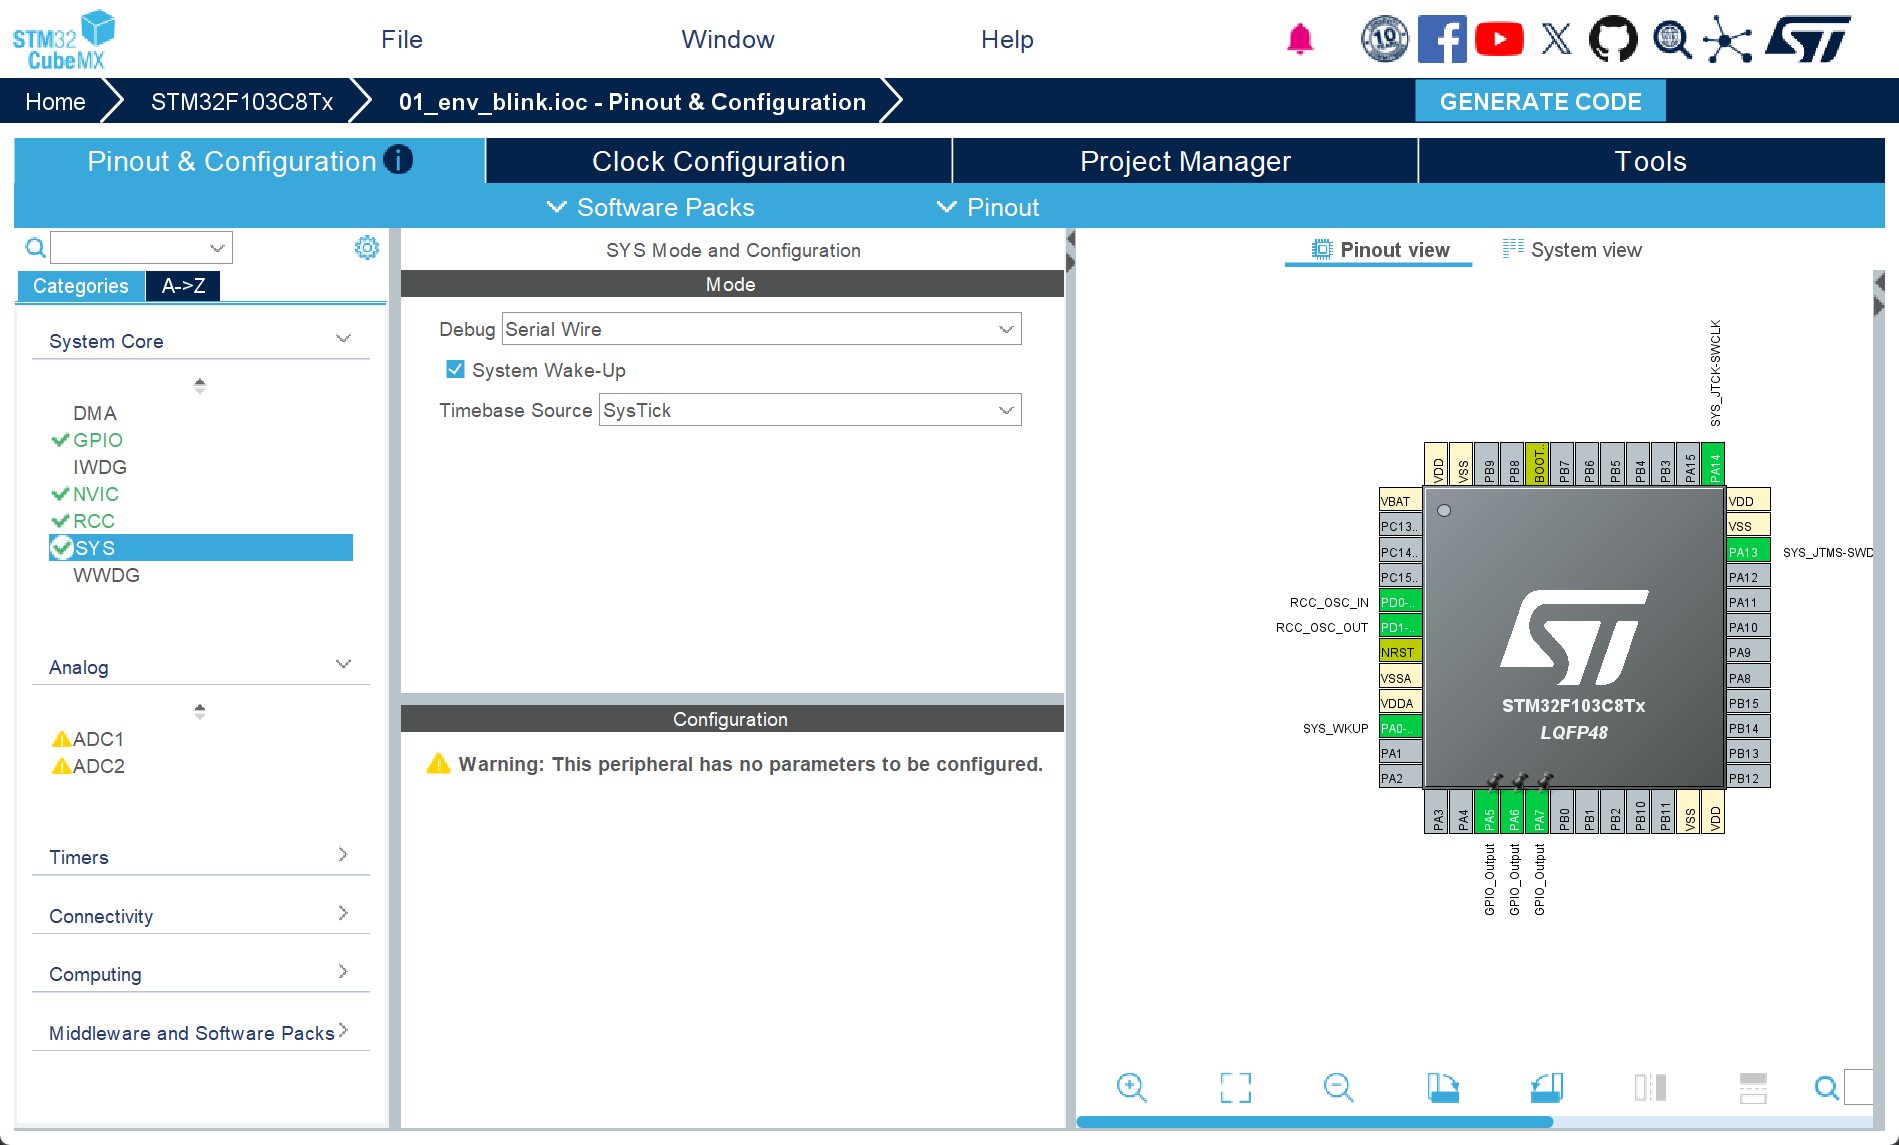 STM32
CubeMX
File
Window
Help
10
Home
STM32F103C8Tx
01_env_blink.ioc - Pinout & Configuration
GENERATE CODE
Pinout & Configuration
Clock Configuration
Project Manager
Tools
Software Packs
Pinout
Categories
A->Z
System Core
DMA
GPIO
IWDG
NVIC
RCC
SYS
WWDG
Analog
ADC1
ADC2
Timers
Connectivity
Computing
Middleware and Software Packs
SYS Mode and Configuration
Mode
Debug Serial Wire
System Wake-Up
Timebase Source SysTick
Configuration
Warning: This peripheral has no parameters to be configured.
Pinout view
System view
SYS_JTCK-SWCLK
VDD
VSS
PB9
PB8
BOOT..
PB7
PB6
PB5
PB4
PB3
PA15
PA14
VBAT
PC13..
PC14..
PC15..
RCC_OSC_IN PD0-..
RCC_OSC_OUT PD1-..
NRST
VSSA
VDDA
SYS_WKUP PA0-..
PA1
PA2
VDD
VSS
PA13 SYS_JTMS-SWD
PA12
PA11
PA10
PA9
PA8
PB15
PB14
PB13
PB12
ST
STM32F103C8Tx
LQFP48
PA3
PA4
PA5
PA6
PA7
PB0
PB1
PB2
PB10
PB11
VSS
VDD
GPIO_Output
GPIO_Output
GPIO_Output